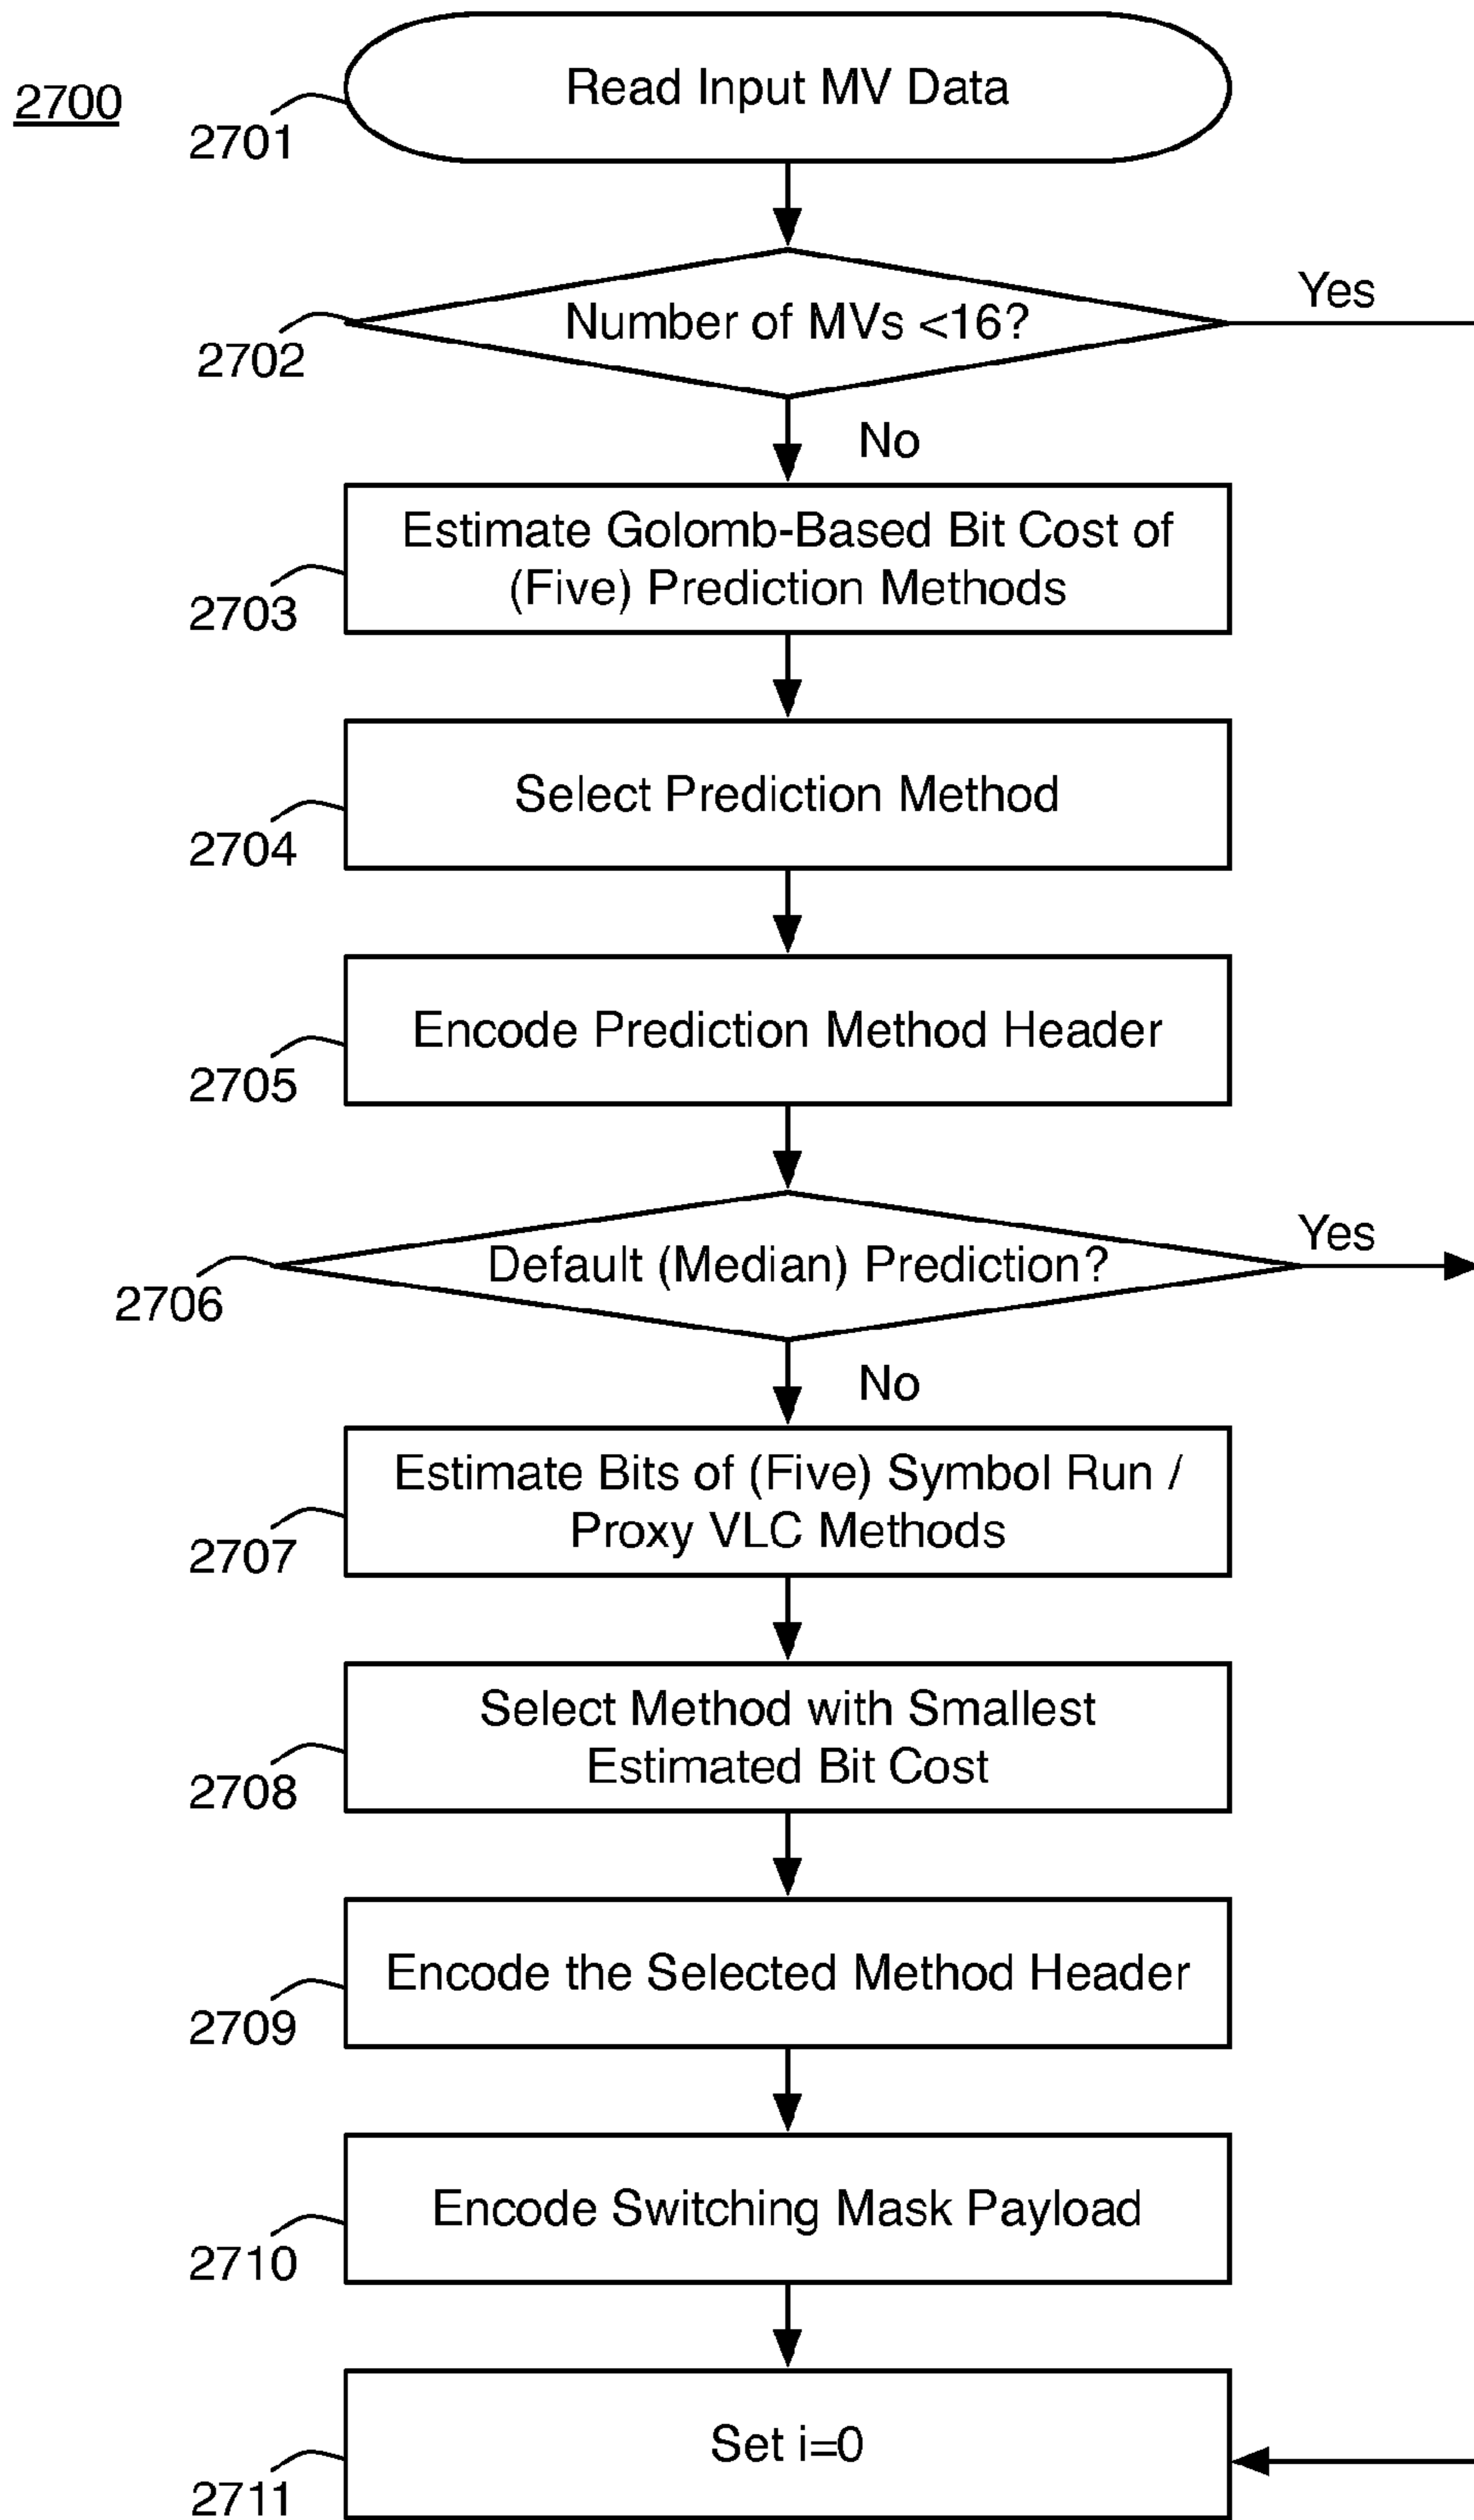 2700
Read Input MV Data
2701
Number of MVs <16?
Yes
2702
No
Estimate Golomb-Based Bit Cost of
(Five) Prediction Methods
2703
Select Prediction Method
2704
Encode Prediction Method Header
2705
Default (Median) Prediction?
Yes
2706
No
Estimate Bits of (Five) Symbol Run /
Proxy VLC Methods
2707
Select Method with Smallest
Estimated Bit Cost
2708
Encode the Selected Method Header
2709
Encode Switching Mask Payload
2710
Set i=0
2711